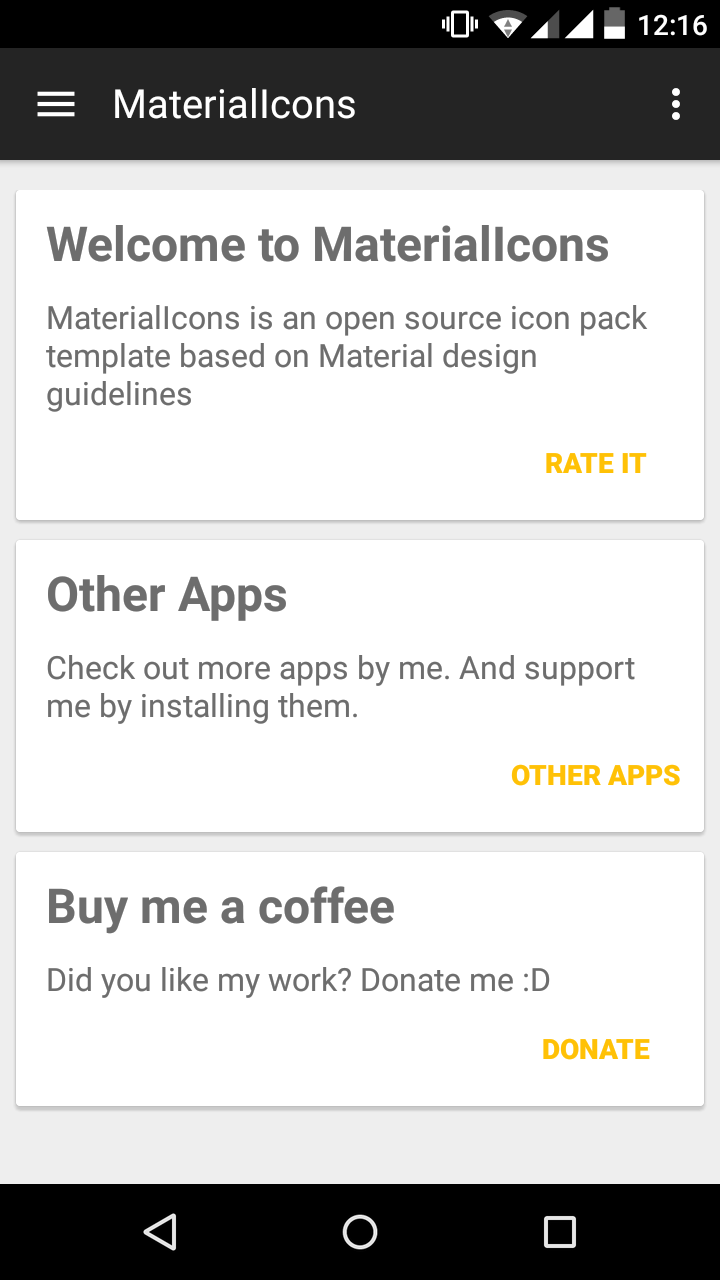 12:16
MaterialIcons
Welcome to MaterialIcons
MaterialIcons is an open source icon pack
template based on Material design
guidelines
RATE IT
Other Apps
Check out more apps by me. And support
me by installing them.
OTHER APPS
Buy me a coffee
Did you like my work? Donate me :D
DONATE